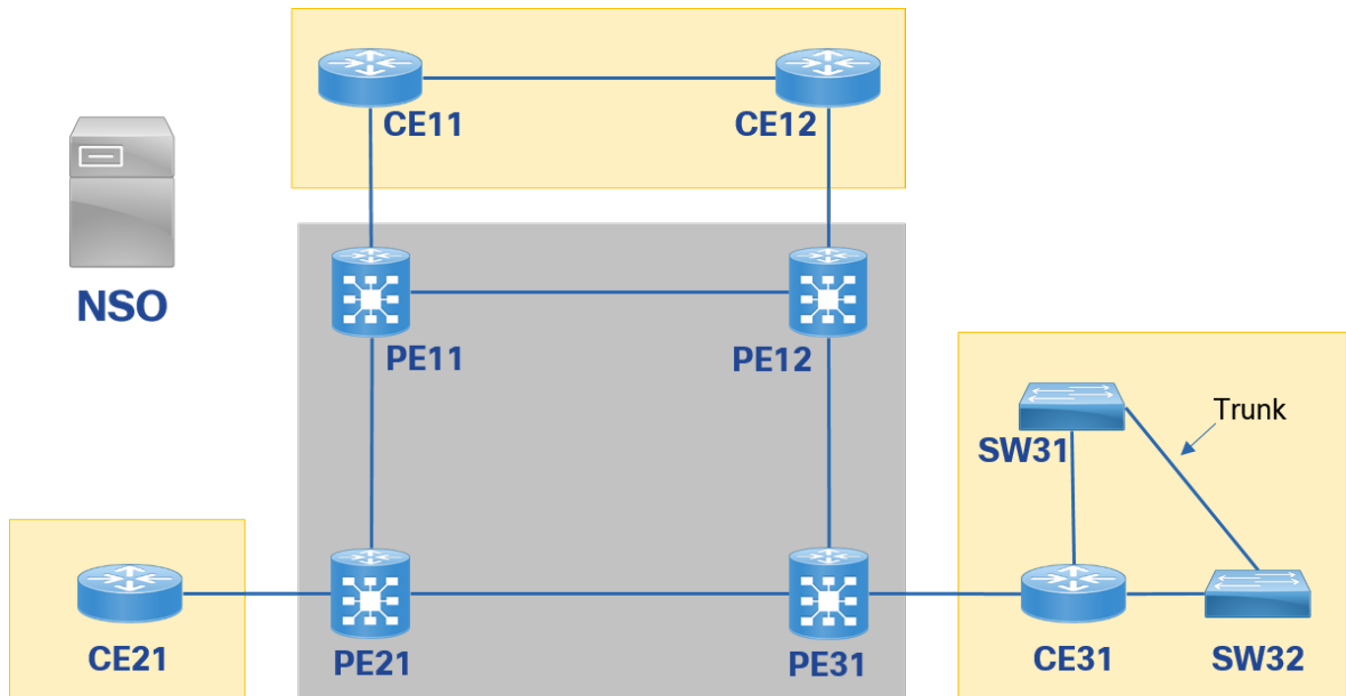 CE11
CE12
NSO
PE11
PE12
Trunk
SW31
CE21
PE21
PE31
CE31
SW32